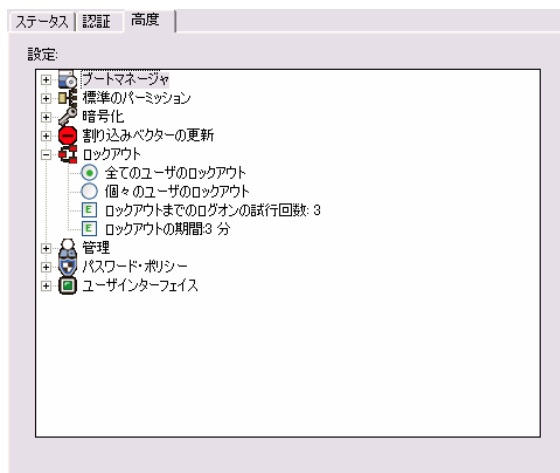 ステータス 認証 高度
設定:
ブートマネージャ
標準のパーミッション
暗号化
割り込みベクターの更新
ロックアウト
全てのユーザのロックアウト
個々のユーザのロックアウト
E ロックアウトまでのログオンの試行回数: 3
E ロックアウトの期間:3 分
管理
パスワード・ポリシー
ユーザインターフェイス